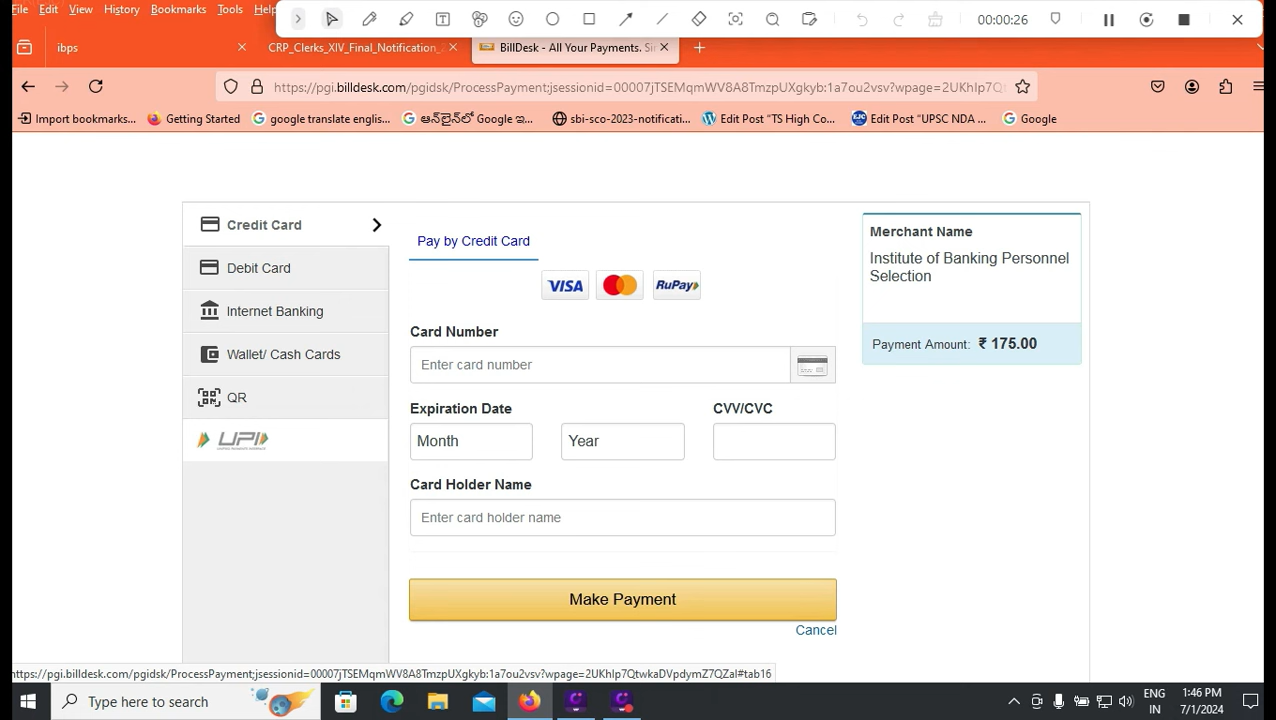 File Edit View History Bookmarks Tools Help
00:00:26
ibps
CRP_Clerks_XIV_Final_Notification_
BillDesk - All Your Payments. Sir
https://pgi.billdesk.com/pgidsk/ProcessPayment;jsessionid=00007jTSEMqmWV8A8TmzpUXgkyb:1a7ou2vsv?wpage=2UKhIp7Q
Import bookmarks...
Getting Started
google translate englis...
ఆన్‌లైన్‌లో Google ఇ...
sbi-sco-2023-notificati...
Edit Post "TS High Co...
EJC Edit Post "UPSC NDA ...
Google
Credit Card
Debit Card
Internet Banking
Wallet/ Cash Cards
QR
UPI
Pay by Credit Card
VISA
RuPay
Card Number
Enter card number
Expiration Date
CVV/CVC
Month
Year
Card Holder Name
Enter card holder name
Make Payment
Cancel
Merchant Name
Institute of Banking Personnel
Selection
Payment Amount: ₹ 175.00
https://pgi.billdesk.com/pgidsk/ProcessPayment;jsessionid=00007jTSEMqmWV8A8TmzpUXgkyb:1a7ou2vsv?wpage=2UKhIp7QtwkaDVpdymZ7QZaI#tab16
Type here to search
ENG
IN
1:46 PM
7/1/2024